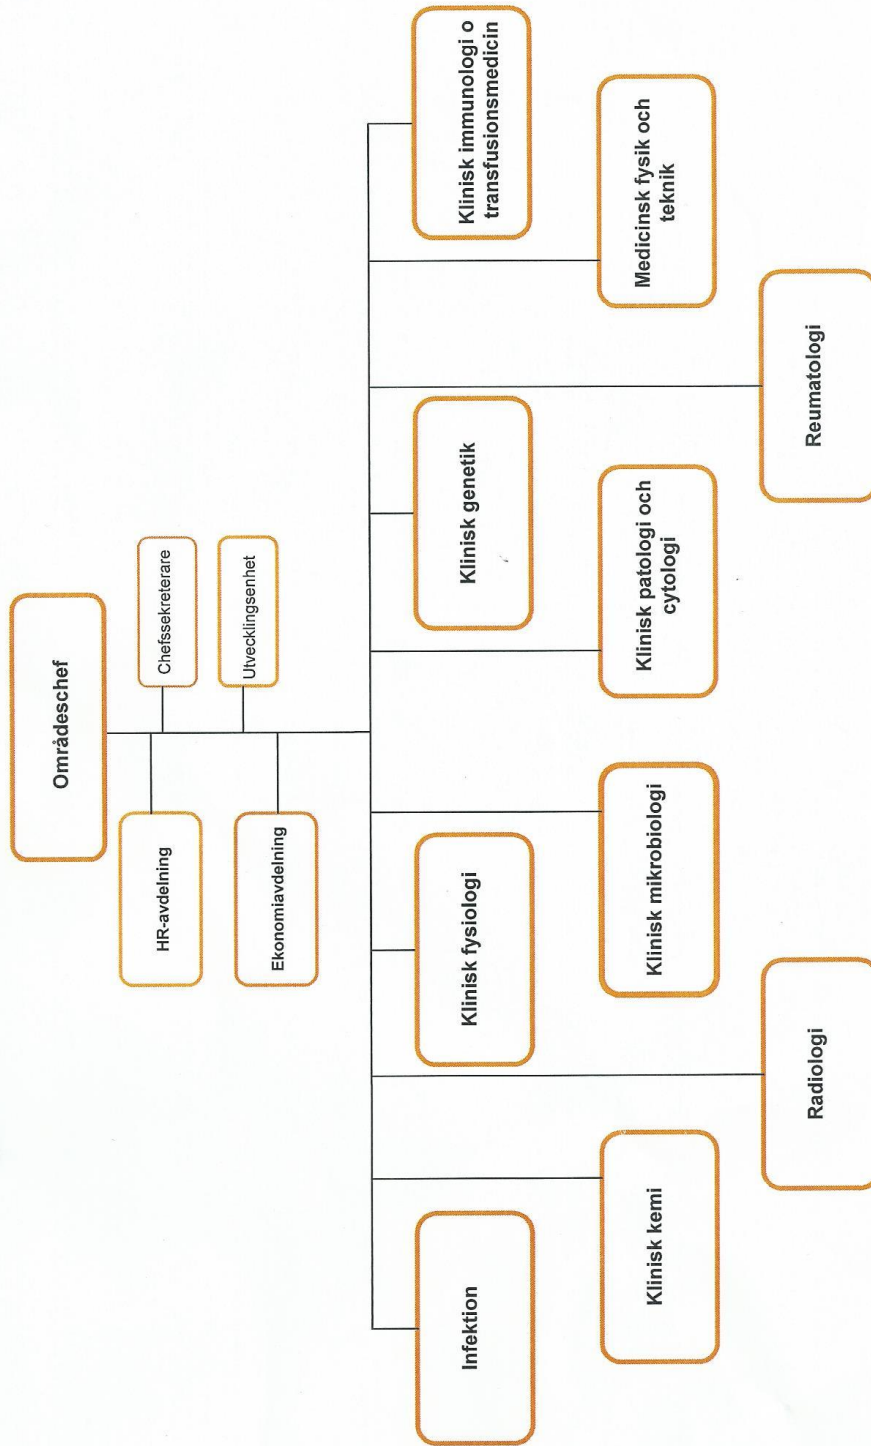 Områdeschef
HR-avdelning
Chefssekreterare
Ekonomiavdelning
Utvecklingsenhet
Infektion
Klinisk fysiologi
Klinisk genetik
Klinisk immunologi o
transfusionsmedicin
Klinisk kemi
Klinisk mikrobiologi
Klinisk patologi och
cytologi
Medicinsk fysik och
teknik
Radiologi
Reumatologi